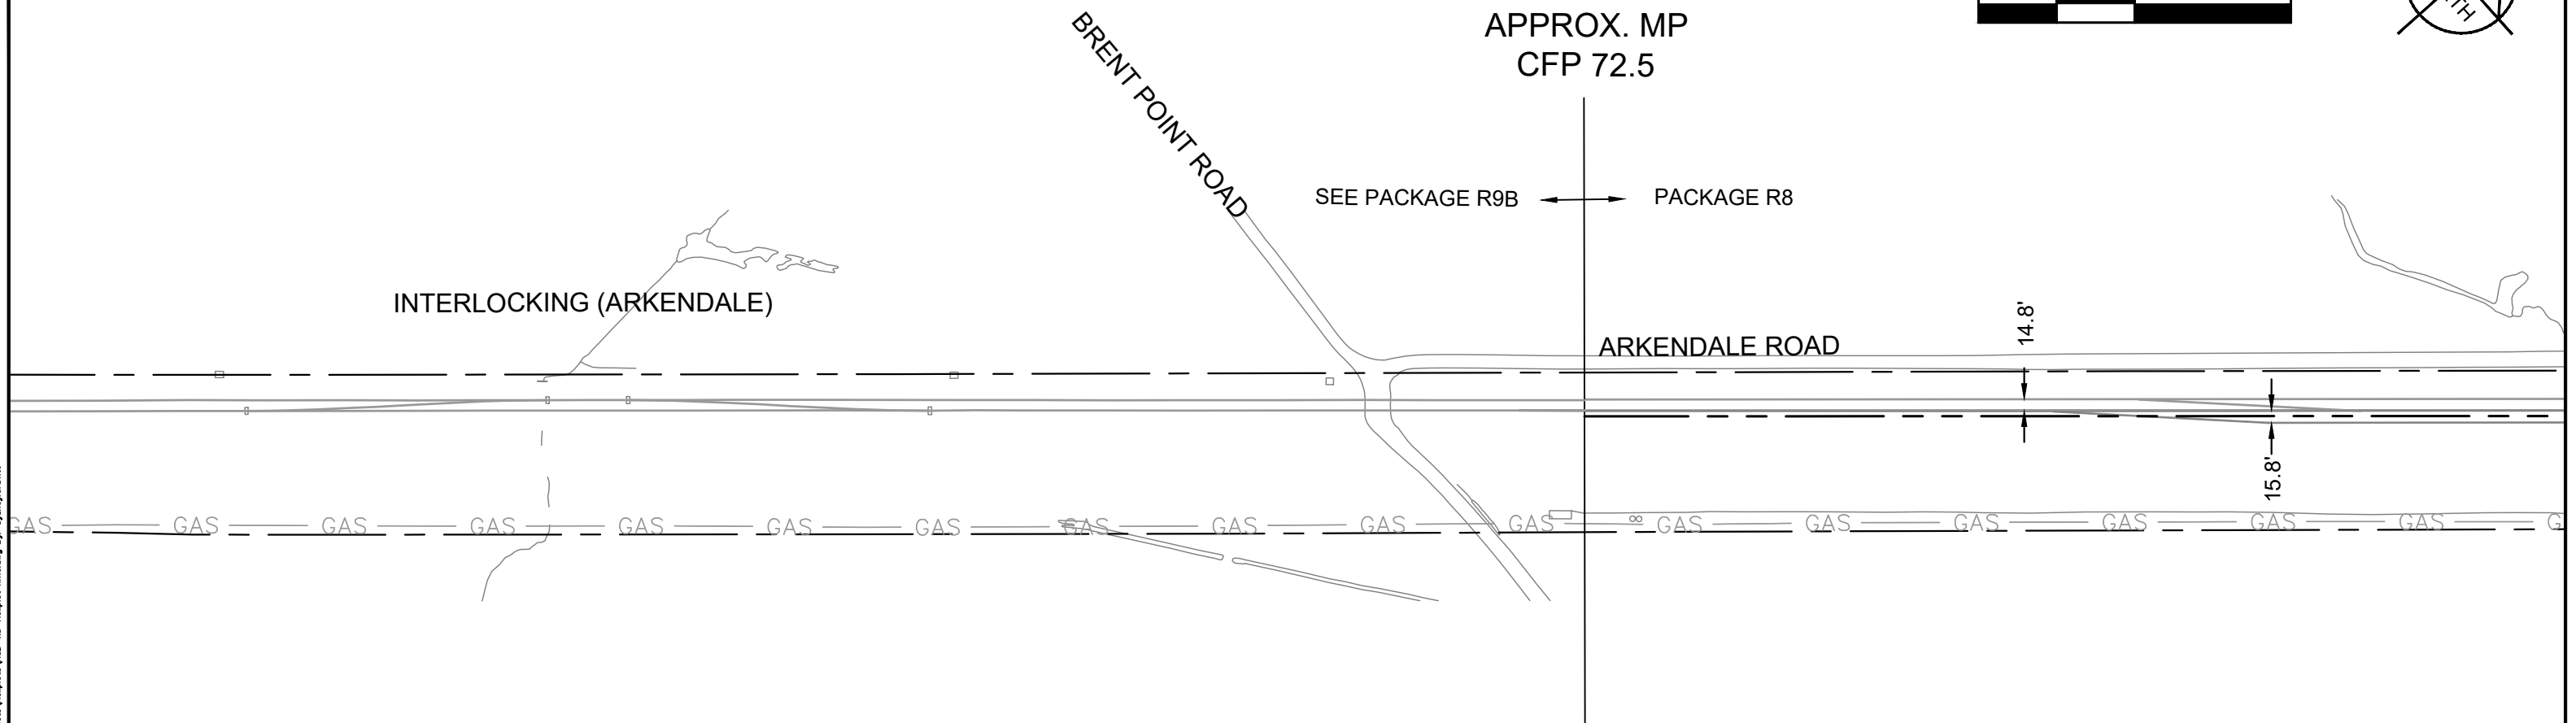 APPROX. MP
CFP 72.5
BRENT POINT ROAD
SEE PACKAGE R9B
PACKAGE R8
INTERLOCKING (ARKENDALE)
ARKENDALE ROAD
14.8'
15.8'
GAS GAS GAS GAS GAS GAS GAS GAS GAS GAS GAS GAS GAS GAS GAS GAS GAS